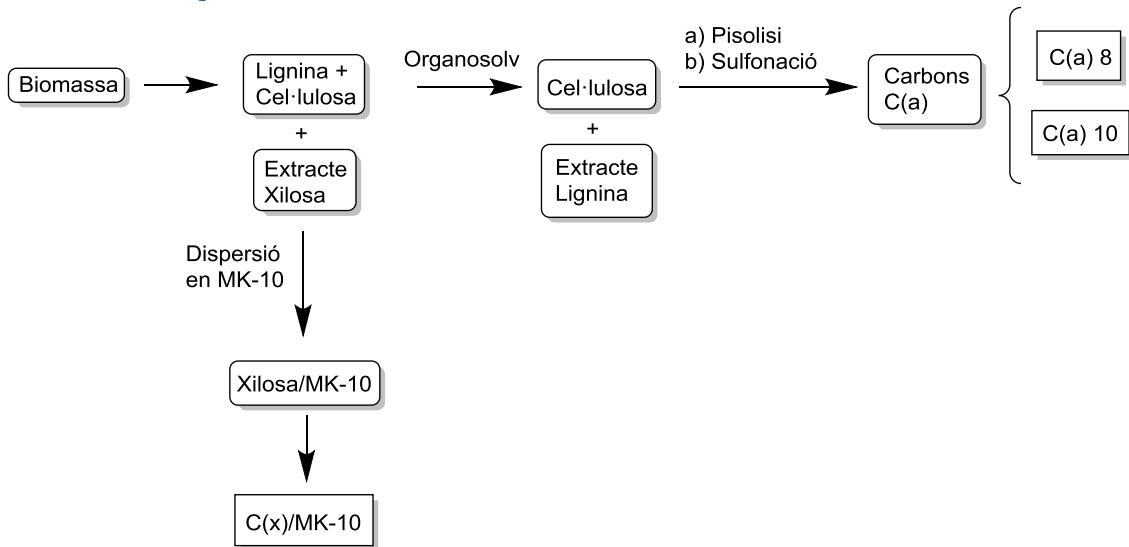 Biomassa
Lignina +
Cel·lulosa
+
Extracte
Xilosa
Organosolv
Cel·lulosa
+
Extracte
Lignina
a) Pisolisi
b) Sulfonació
Carbons
C(a)
C(a) 8
C(a) 10
Dispersió
en MK-10
Xilosa/MK-10
C(x)/MK-10